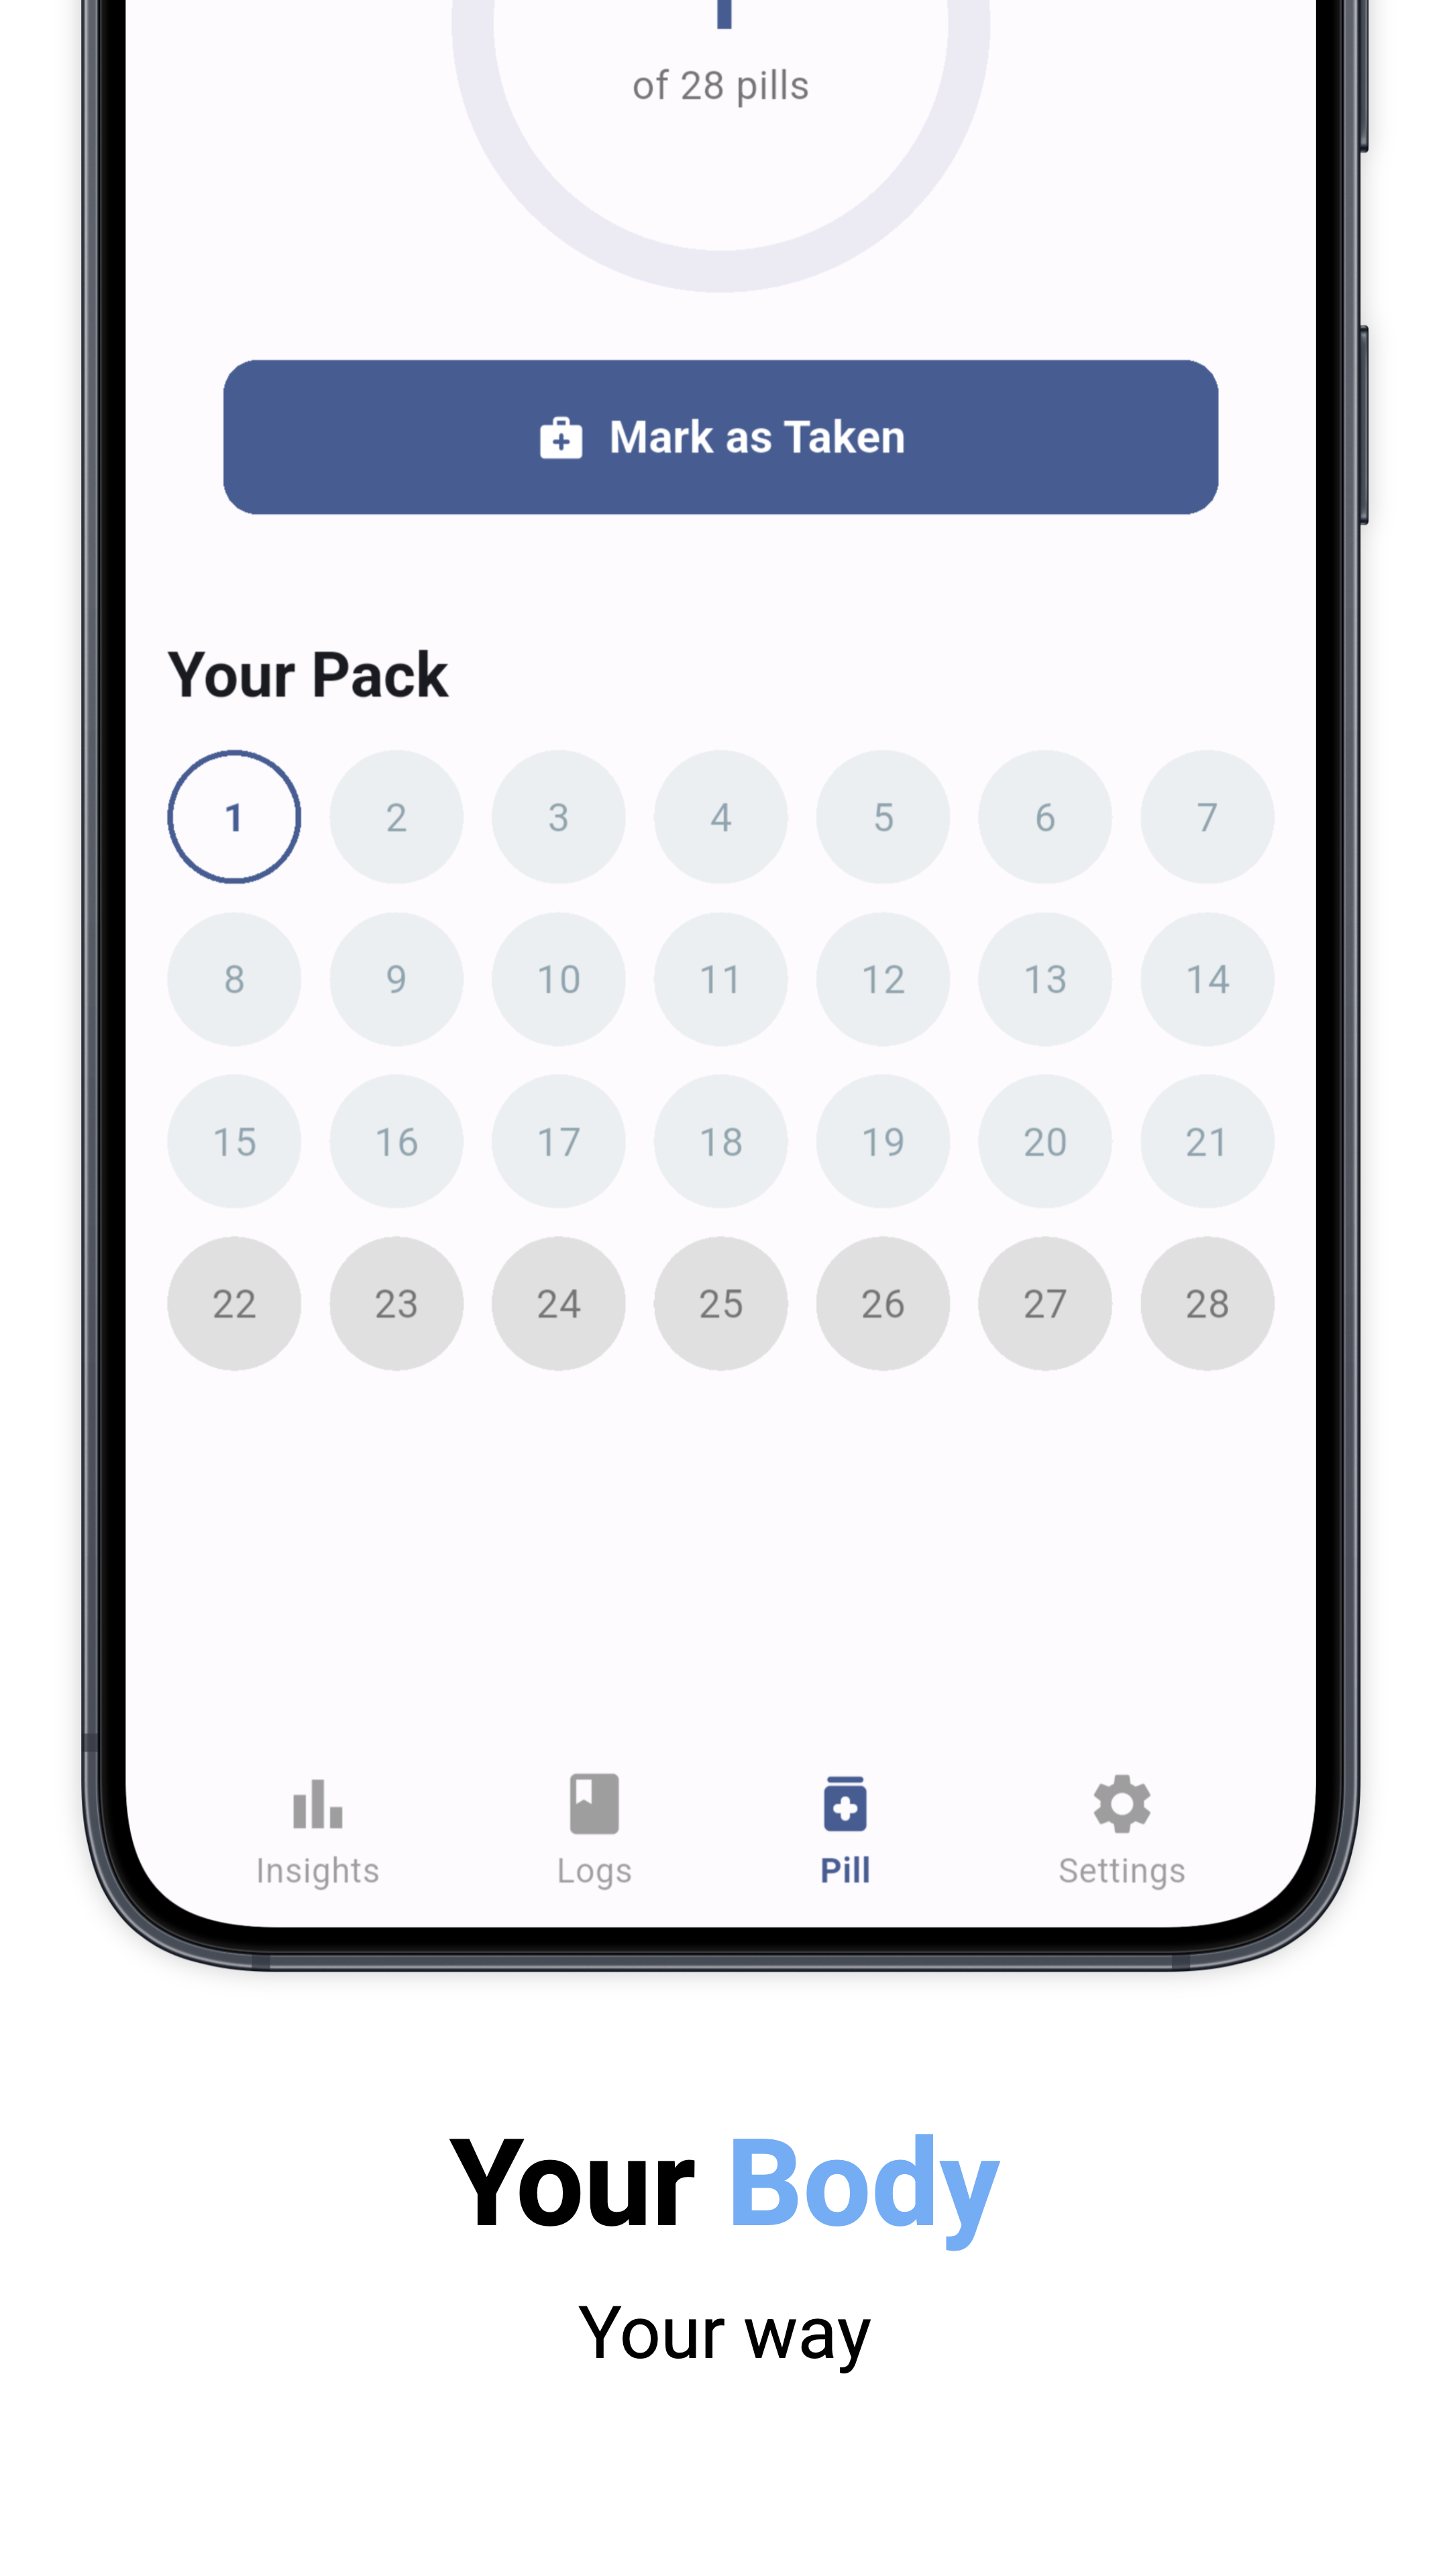 of 28 pills
Mark as Taken
Your Pack
1 2 3 4 5 6 7
8 9 10 11 12 13 14
15 16 17 18 19 20 21
22 23 24 25 26 27 28
Insights Logs Pill Settings
Your Body
Your way